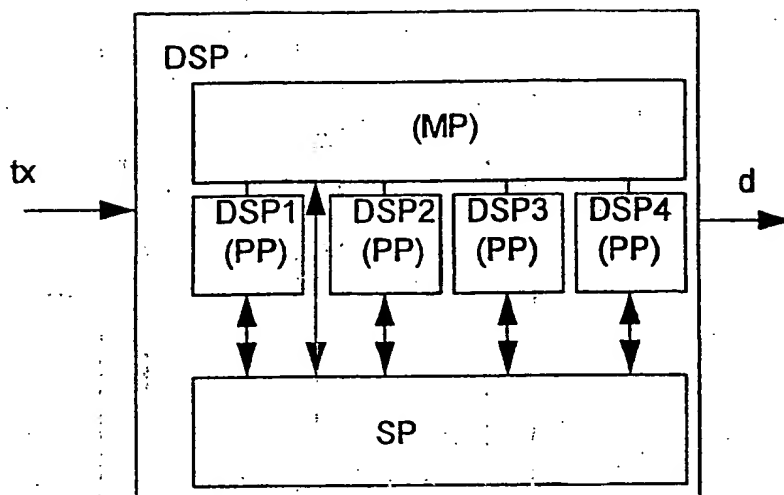 DSP
(MP)
tx
d
DSP1
(PP)
DSP2
(PP)
DSP3
(PP)
DSP4
(PP)
SP